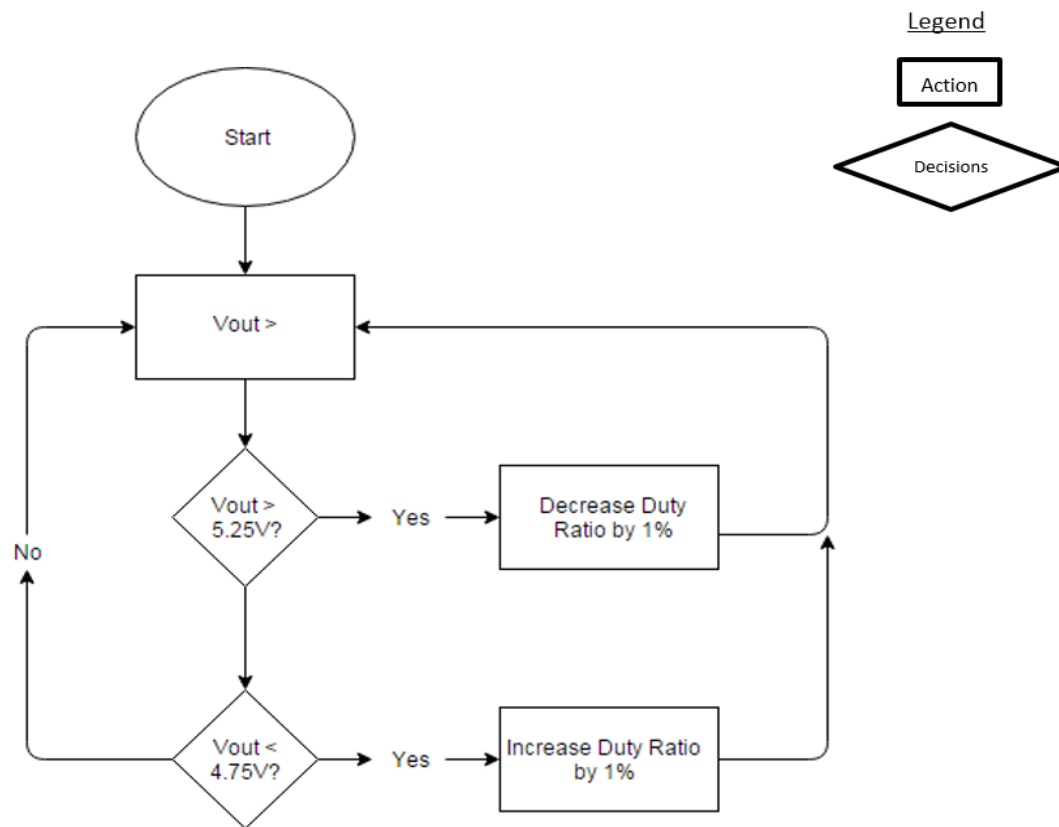 Legend
Action
Decisions
Start
Vout >
Vout >
5.25V?
Yes
Decrease Duty
Ratio by 1%
No
Vout <
4.75V?
Yes
Increase Duty Ratio
by 1%